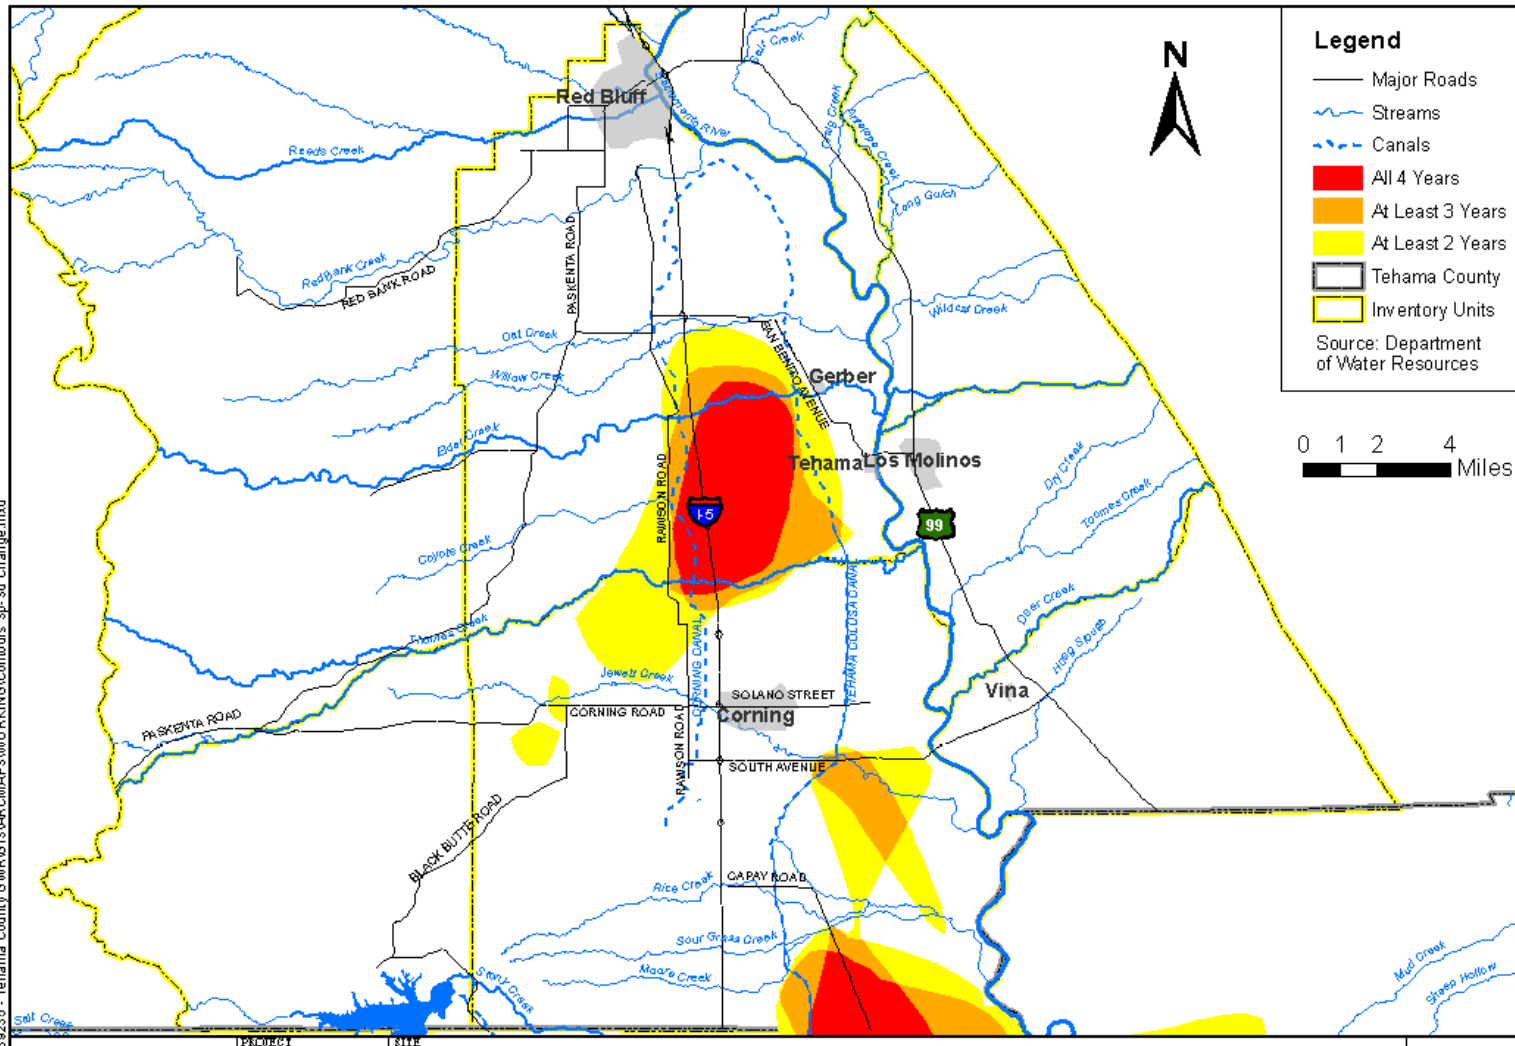 Legend
Major Roads
Streams
Canals
All 4 Years
At Least 3 Years
At Least 2 Years
Tehama County
Inventory Units
Source: Department
of Water Resources
N
0 1 2 4
Miles
Salt Creek
Red Bluff
Sacramento River
Craig Creek
Antelope Creek
Reeds Creek
Long Gulch
PASKENTA ROAD
Red Bank Creek
RED BANK ROAD
Wildcat Creek
Oat Creek
SAN BENITO AVENUE
Willow Creek
Gerber
Elder Creek
Tehama
Los Molinos
RAWSON ROAD
Dry Creek
Toomes Creek
I-5
99
Coyote Creek
TEHAMA COLUSA CANAL
Deer Creek
Thomes Creek
Hoag Slough
CORNING CANAL
Jewett Creek
SOLANO STREET
Vina
CORNING ROAD
Corning
PASKENTA ROAD
RAWSON ROAD
SOUTH AVENUE
BLACK BUTTE ROAD
CAPAY ROAD
Rice Creek
Sour Grass Creek
Moore Creek
Stony Creek
Mud Creek
Sheep Hollow
Salt Creek
PROJECT
SITE